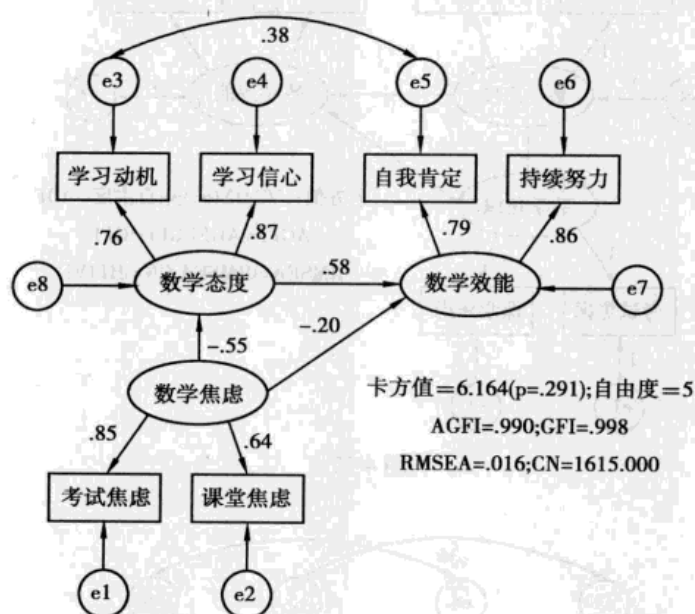 .38
e3 e4 e5 e6
学习动机 学习信心 自我肯定 持续努力
.76 .87 .79 .86
e8 数学态度 .58 数学效能 e7
-.55 -.20
数学焦虑
卡方值=6.164(p=.291);自由度=5
AGFI=.990;GFI=.998
RMSEA=.016;CN=1615.000
.85 .64
考试焦虑 课堂焦虑
e1 e2